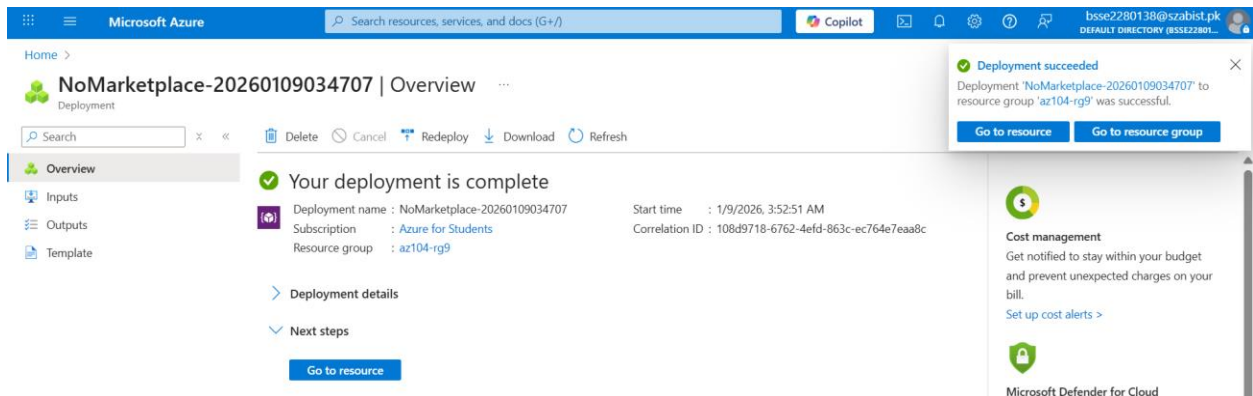 Microsoft Azure
Search resources, services, and docs (G+/)
Copilot
bsse2280138@szabist.pk
DEFAULT DIRECTORY (BSSE22801...
Home >
NoMarketplace-20260109034707 | Overview ...
Deployment
Search
Delete Cancel Redeploy Download Refresh
Overview
Inputs
Outputs
Template
Your deployment is complete
Deployment name : NoMarketplace-20260109034707
Subscription : Azure for Students
Resource group : az104-rg9
Start time : 1/9/2026, 3:52:51 AM
Correlation ID : 108d9718-6762-4efd-863c-ec764e7eaa8c
Deployment details
Next steps
Go to resource
Deployment succeeded
Deployment 'NoMarketplace-20260109034707' to
resource group 'az104-rg9' was successful.
Go to resource Go to resource group
Cost management
Get notified to stay within your budget
and prevent unexpected charges on your
bill.
Set up cost alerts >
Microsoft Defender for Cloud